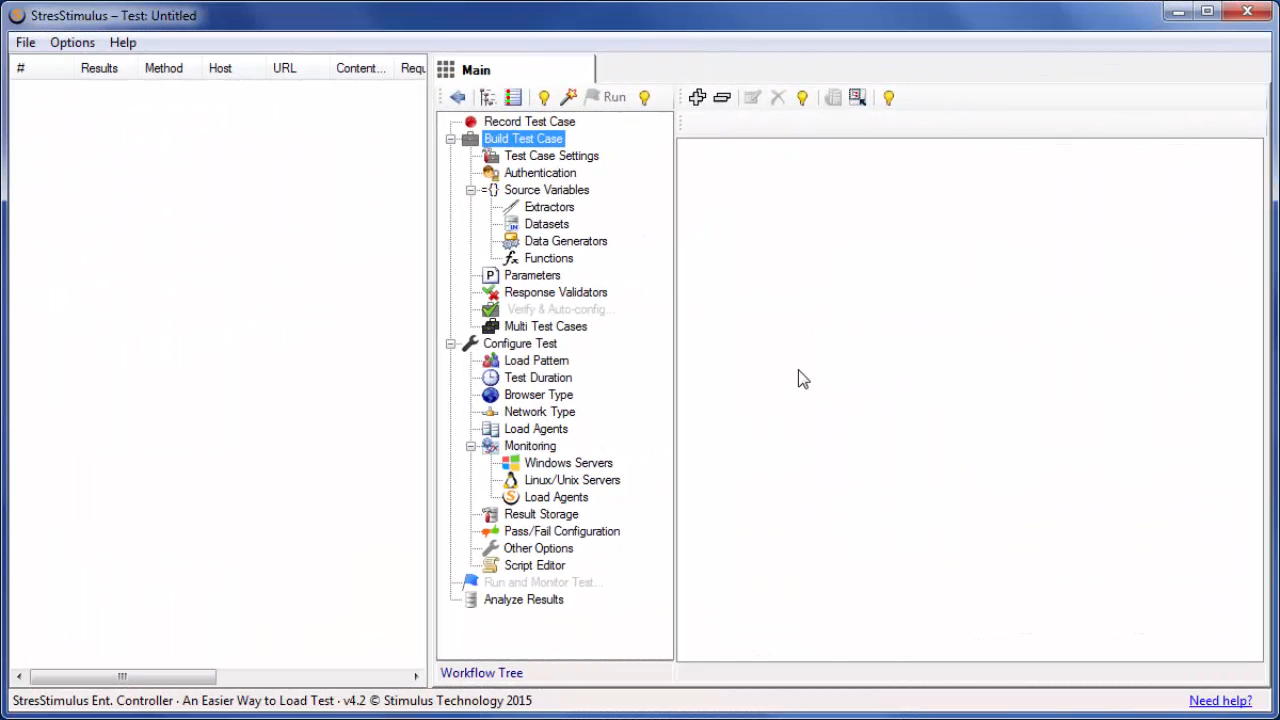 StresStimulus – Test: Untitled
File Options Help
# Results Method Host URL Content... Requ
Main
Run
Record Test Case
Build Test Case
Test Case Settings
Authentication
={} Source Variables
Extractors
Datasets
Data Generators
fx Functions
P Parameters
Response Validators
Verify & Auto-config...
Multi Test Cases
Configure Test
Load Pattern
Test Duration
Browser Type
Network Type
Load Agents
Monitoring
Windows Servers
Linux/Unix Servers
Load Agents
Result Storage
Pass/Fail Configuration
Other Options
Script Editor
Run and Monitor Test...
Analyze Results
Workflow Tree
StresStimulus Ent. Controller · An Easier Way to Load Test · v4.2 © Stimulus Technology 2015
Need help?